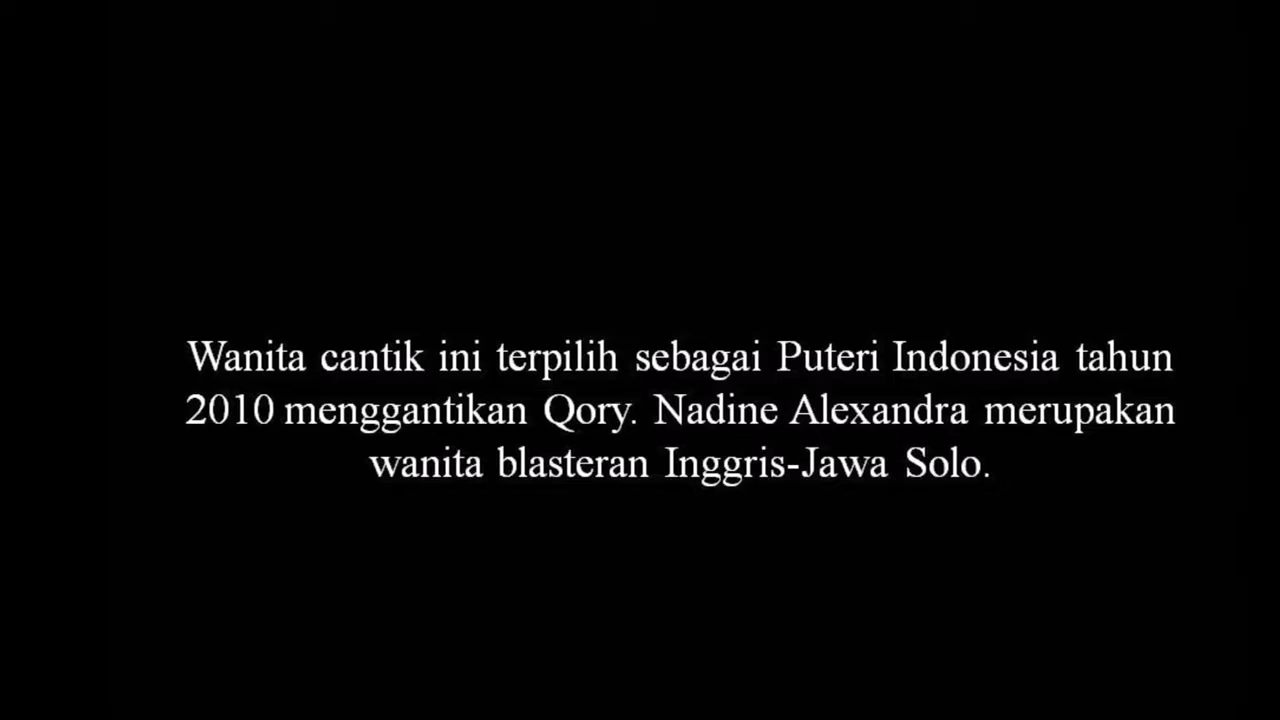 Wanita cantik ini terpilih sebagai Puteri Indonesia tahun
2010 menggantikan Qory. Nadine Alexandra merupakan
wanita blasteran Inggris-Jawa Solo.